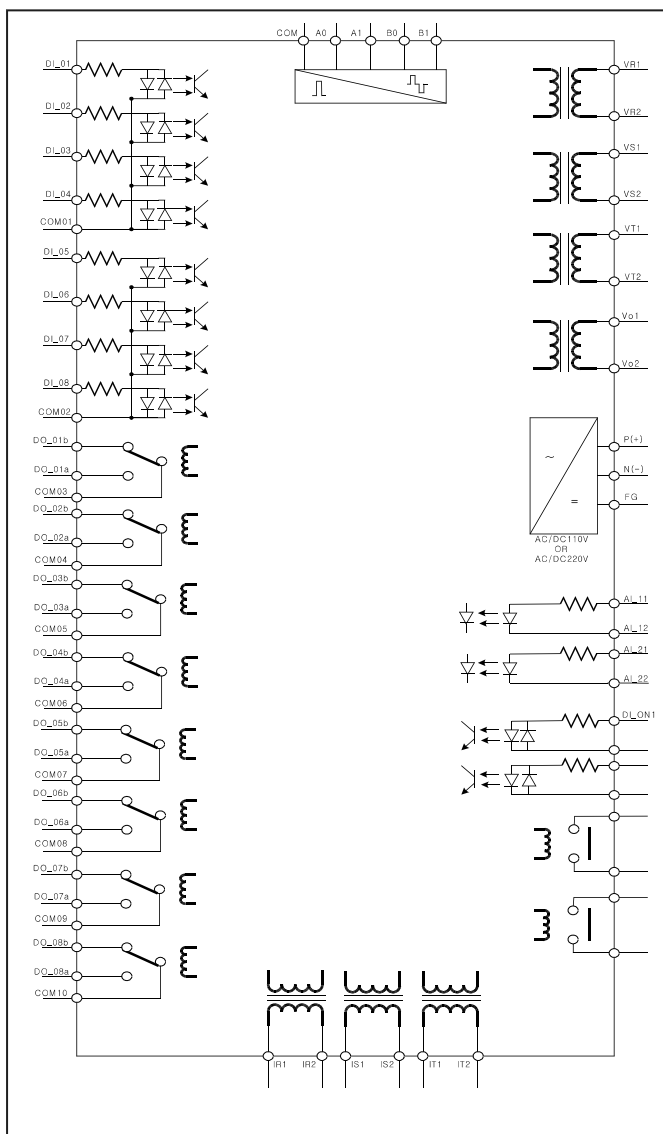 COM A0 A1 B0 B1
DI_01
DI_02
DI_03
DI_04
COM01
DI_05
DI_06
DI_07
DI_08
COM02
DO_01b
DO_01a
COM03
DO_02b
DO_02a
COM04
DO_03b
DO_03a
COM05
DO_04b
DO_04a
COM06
DO_05b
DO_05a
COM07
DO_06b
DO_06a
COM08
DO_07b
DO_07a
COM09
DO_08b
DO_08a
COM10
VR1
VR2
VS1
VS2
VT1
VT2
Vo1
Vo2
P(+)
N(-)
FG
~
=
AC/DC110V
OR
AC/DC220V
AI_11
AI_12
AI_21
AI_22
DI_ON1
IR1 IR2 IS1 IS2 IT1 IT2